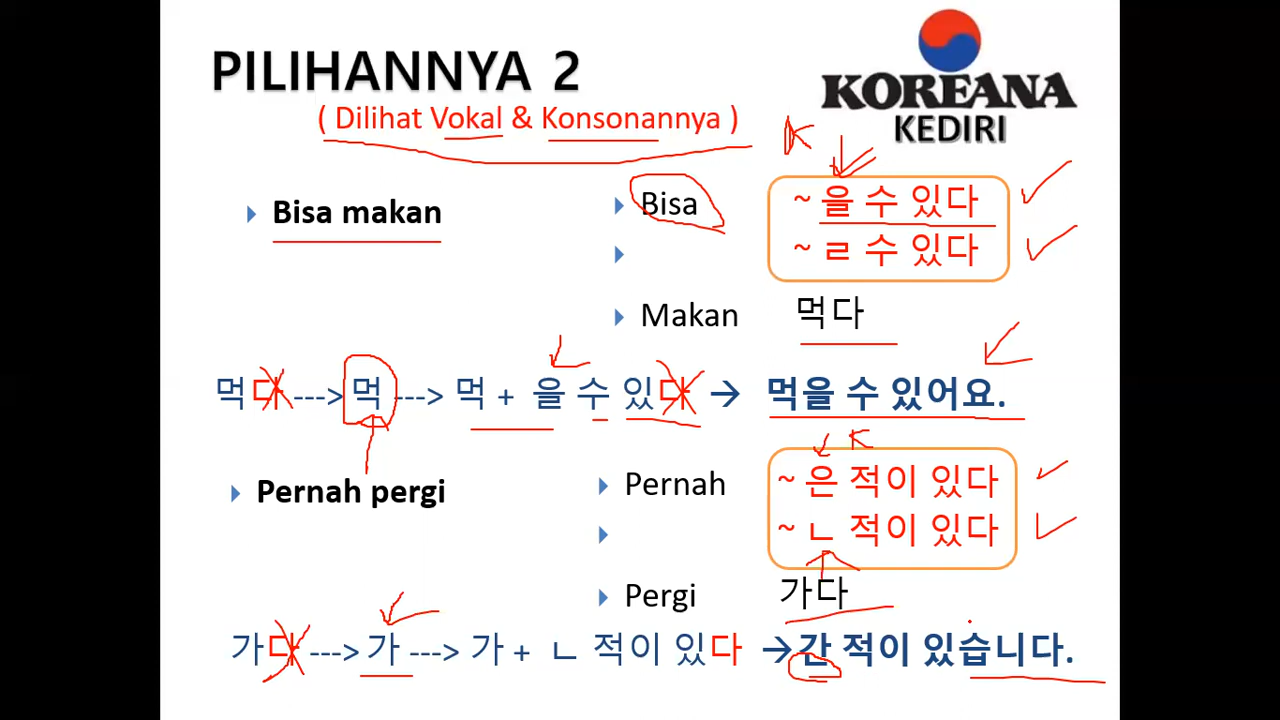 PILIHANNYA 2
( Dilihat Vokal & Konsonannya )
KOREANA
KEDIRI
K
Bisa makan
Bisa
~ 을 수 있다
~ ㄹ 수 있다
Makan 먹다
먹다 ---> 먹 ---> 먹 + 을 수 있다 → 먹을 수 있어요.
K
Pernah pergi
Pernah
~ 은 적이 있다
~ ㄴ 적이 있다
Pergi 가다
가다 ---> 가 ---> 가 + ㄴ 적이 있다 → 간 적이 있습니다.